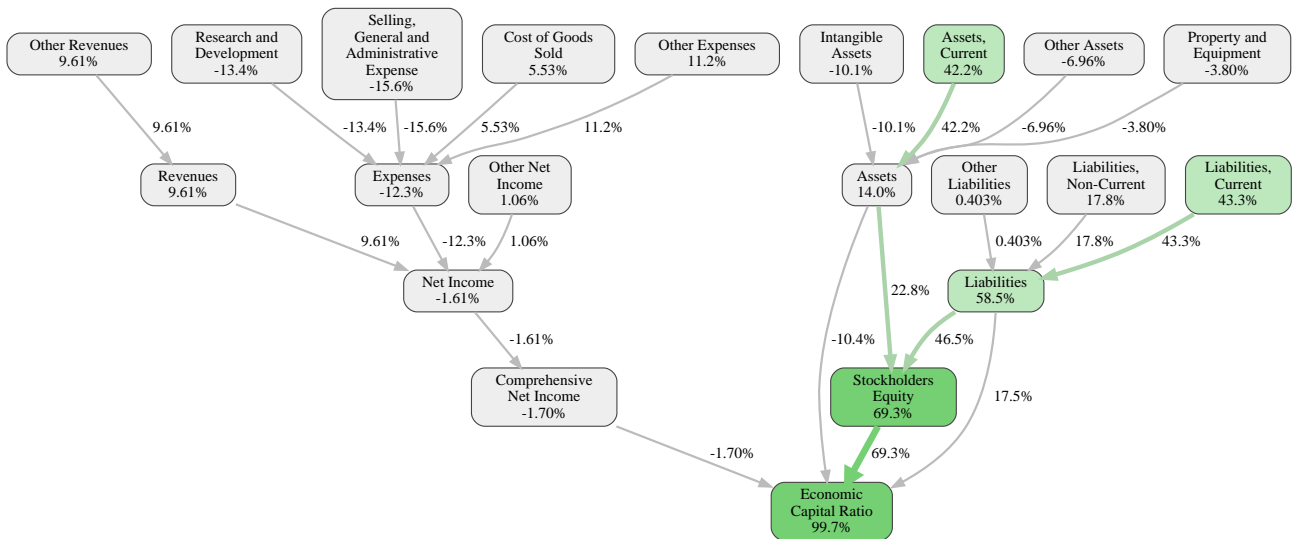 Other Revenues
9.61%
Research and
Development
-13.4%
Selling,
General and
Administrative
Expense
-15.6%
Cost of Goods
Sold
5.53%
Other Expenses
11.2%
Intangible
Assets
-10.1%
Assets,
Current
42.2%
Other Assets
-6.96%
Property and
Equipment
-3.80%
9.61%
-13.4%
-15.6%
5.53%
11.2%
-10.1%
42.2%
-6.96%
-3.80%
Revenues
9.61%
Expenses
-12.3%
Other Net
Income
1.06%
Assets
14.0%
Other
Liabilities
0.403%
Liabilities,
Non-Current
17.8%
Liabilities,
Current
43.3%
9.61%
-12.3%
1.06%
0.403%
17.8%
43.3%
Net Income
-1.61%
22.8%
Liabilities
58.5%
-1.61%
-10.4%
46.5%
Comprehensive
Net Income
-1.70%
Stockholders
Equity
69.3%
17.5%
-1.70%
69.3%
Economic
Capital Ratio
99.7%